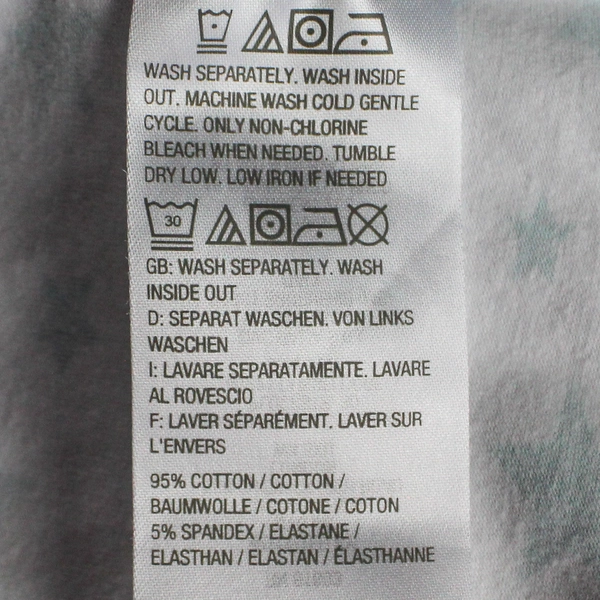 WASH SEPARATELY. WASH INSIDE
OUT. MACHINE WASH COLD GENTLE
CYCLE. ONLY NON-CHLORINE
BLEACH WHEN NEEDED. TUMBLE
DRY LOW. LOW IRON IF NEEDED
30
GB: WASH SEPARATELY. WASH
INSIDE OUT
D: SEPARAT WASCHEN. VON LINKS
WASCHEN
I: LAVARE SEPARATAMENTE. LAVARE
AL ROVESCIO
F: LAVER SÉPARÉMENT. LAVER SUR
L'ENVERS
95% COTTON / COTTON /
BAUMWOLLE / COTONE / COTON
5% SPANDEX / ELASTANE /
ELASTHAN / ELASTAN / ÉLASTHANNE